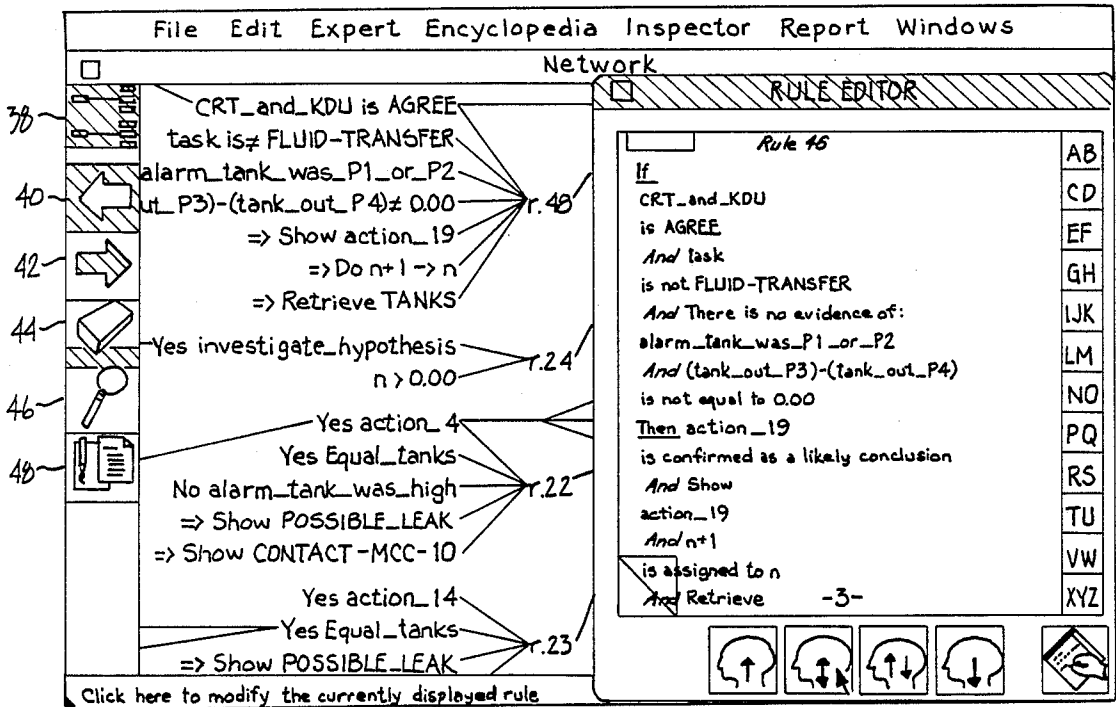 File Edit Expert Encyclopedia Inspector Report Windows
Network
38
40
42
44
46
48
CRT_and_KDU is AGREE
task is≠ FLUID-TRANSFER
alarm_tank_was_P1_or_P2
ut_P3)-(tank_out_P4)≠ 0.00
=> Show action_19
=> Do n+1 -> n
=> Retrieve TANKS
r.48
Yes investigate_hypothesis
n > 0.00
r.24
Yes action_4
Yes Equal_tanks
No alarm_tank_was_high
=> Show POSSIBLE_LEAK
=> Show CONTACT-MCC-10
r.22
Yes action_14
Yes Equal_tanks
=> Show POSSIBLE_LEAK
r.23
Click here to modify the currently displayed rule
RULE EDITOR
Rule 46
If
CRT_and_KDU
is AGREE
And task
is not FLUID-TRANSFER
And There is no evidence of:
alarm_tank_was_P1_or_P2
And (tank_out_P3)-(tank_out_P4)
is not equal to 0.00
Then action_19
is confirmed as a likely conclusion
And Show
action_19
And n+1
is assigned to n
And Retrieve
-3-
AB
CD
EF
GH
IJK
LM
NO
PQ
RS
TU
VW
XYZ